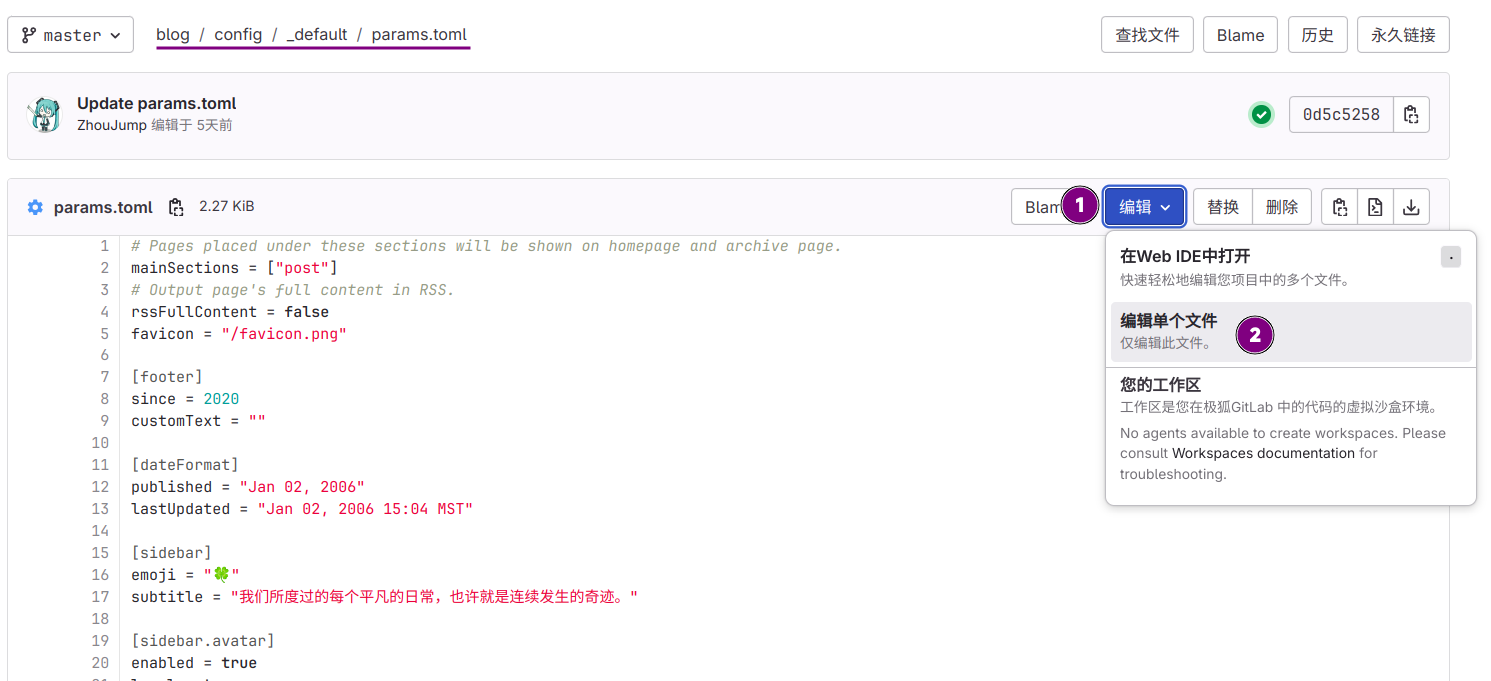 master
blog / config / _default / params.toml
查找文件
Blame
历史
永久链接
Update params.toml
ZhouJump 编辑于 5天前
0d5c5258
params.toml
2.27 KiB
1
编辑
替换
删除
在Web IDE中打开
.
快速轻松地编辑您项目中的多个文件。
编辑单个文件
仅编辑此文件。
2
您的工作区
工作区是您在极狐GitLab 中的代码的虚拟沙盒环境。
No agents available to create workspaces. Please
consult Workspaces documentation for
troubleshooting.
1 # Pages placed under these sections will be shown on homepage and archive page.
2 mainSections = ["post"]
3 # Output page's full content in RSS.
4 rssFullContent = false
5 favicon = "/favicon.png"
6
7 [footer]
8 since = 2020
9 customText = ""
10
11 [dateFormat]
12 published = "Jan 02, 2006"
13 lastUpdated = "Jan 02, 2006 15:04 MST"
14
15 [sidebar]
16 emoji = "🍀"
17 subtitle = "我们所度过的每个平凡的日常，也许就是连续发生的奇迹。"
18
19 [sidebar.avatar]
20 enabled = true